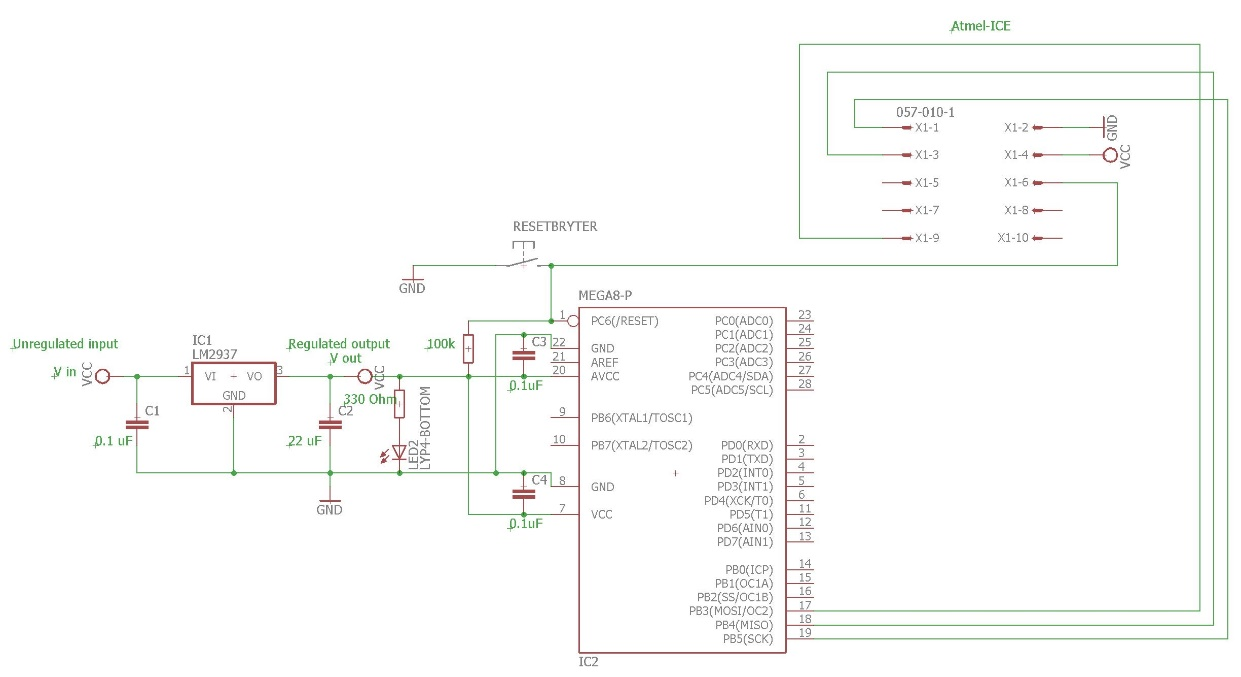 Atmel-ICE
057-010-1
X1-1
X1-2
GND
X1-3
X1-4
VCC
X1-5
X1-6
X1-7
X1-8
X1-9
X1-10
RESETBRYTER
GND
MEGA8-P
1
PC6(/RESET)
PC0(ADC0)
23
PC1(ADC1)
24
100k
C3
22
GND
PC2(ADC2)
25
21
AREF
PC3(ADC3)
26
0.1uF
20
AVCC
PC4(ADC4/SDA)
27
PC5(ADC5/SCL)
28
Unregulated input
V in
VCC
IC1
LM2937
1
VI
VO
3
GND
2
Regulated output
V out
VCC
330 Ohm
C1
0.1 uF
C2
22 uF
LED2
LYP4-BOTTOM
GND
9
PB6(XTAL1/TOSC1)
10
PB7(XTAL2/TOSC2)
PD0(RXD)
2
PD1(TXD)
3
PD2(INT0)
4
C4
8
GND
PD3(INT1)
5
PD4(XCK/T0)
6
0.1uF
7
VCC
PD5(T1)
11
PD6(AIN0)
12
PD7(AIN1)
13
PB0(ICP)
14
PB1(OC1A)
15
PB2(SS/OC1B)
16
PB3(MOSI/OC2)
17
PB4(MISO)
18
PB5(SCK)
19
IC2